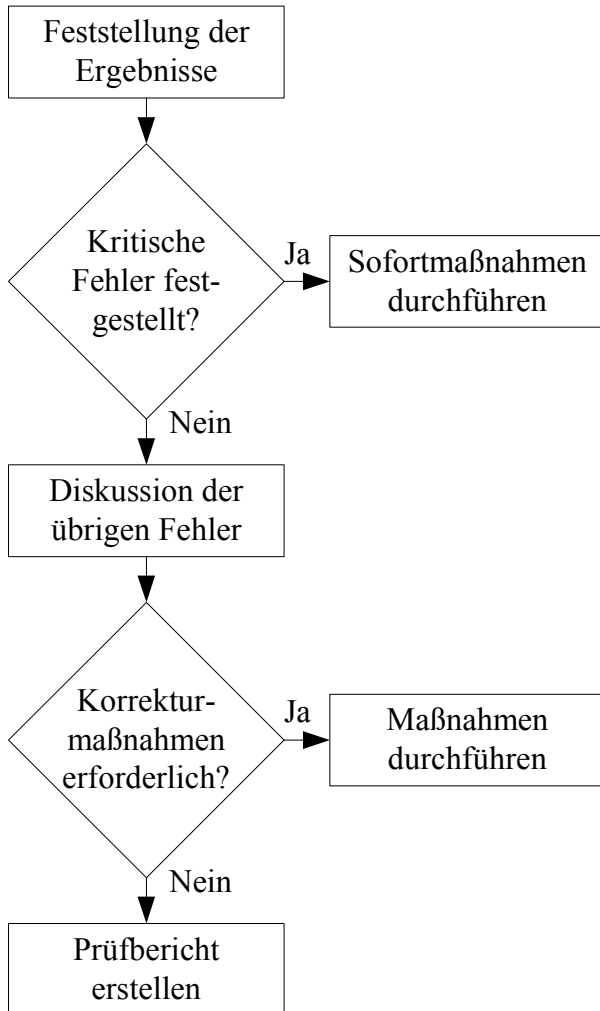 Feststellung der
Ergebnisse
Kritische
Fehler fest-
gestellt?
Ja
Sofortmaßnahmen
durchführen
Nein
Diskussion der
übrigen Fehler
Korrektur-
maßnahmen
erforderlich?
Ja
Maßnahmen
durchführen
Nein
Prüfbericht
erstellen